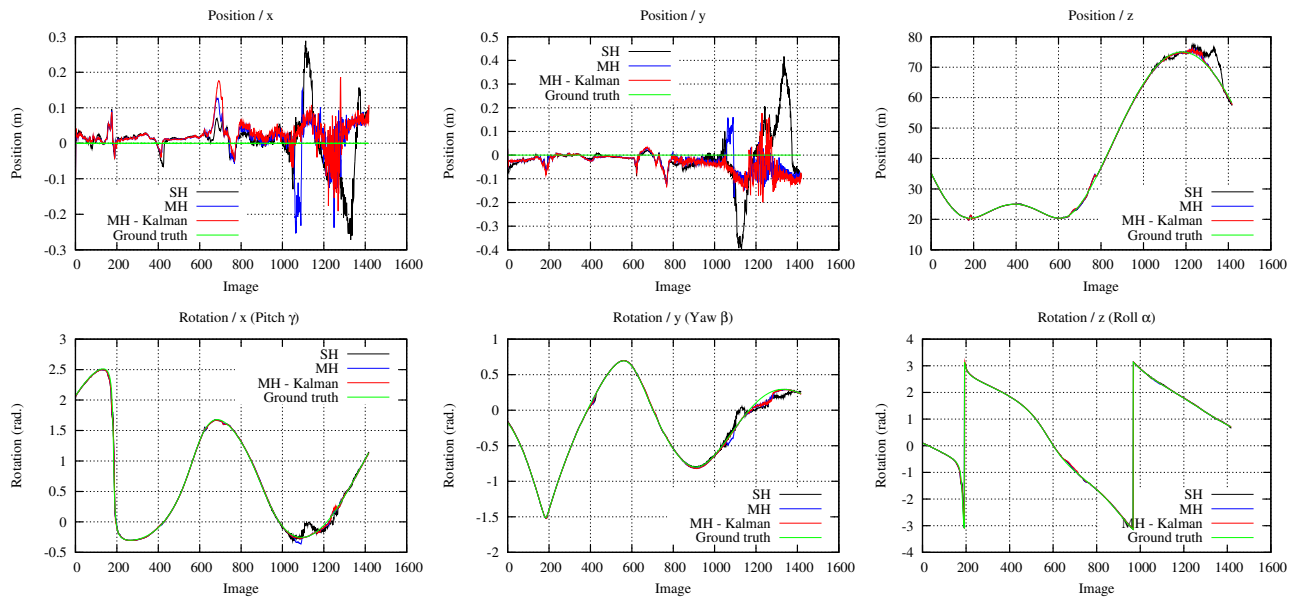 Position / x
Position (m)
0.3
0.2
0.1
0
-0.1
-0.2
-0.3
SH
MH
MH - Kalman
Ground truth
0 200 400 600 800 1000 1200 1400 1600
Image
Position / y
Position (m)
0.5
0.4
0.3
0.2
0.1
0
-0.1
-0.2
-0.3
-0.4
SH
MH
MH - Kalman
Ground truth
0 200 400 600 800 1000 1200 1400 1600
Image
Position / z
Position (m)
80
70
60
50
40
30
20
10
SH
MH
MH - Kalman
Ground truth
0 200 400 600 800 1000 1200 1400 1600
Image
Rotation / x (Pitch γ)
Rotation (rad.)
3
2.5
2
1.5
1
0.5
0
-0.5
SH
MH
MH - Kalman
Ground truth
0 200 400 600 800 1000 1200 1400 1600
Image
Rotation / y (Yaw β)
Rotation (rad.)
1
0.5
0
-0.5
-1
-1.5
-2
SH
MH
MH - Kalman
Ground truth
0 200 400 600 800 1000 1200 1400 1600
Image
Rotation / z (Roll α)
Rotation (rad.)
4
3
2
1
0
-1
-2
-3
-4
SH
MH
MH - Kalman
Ground truth
0 200 400 600 800 1000 1200 1400 1600
Image